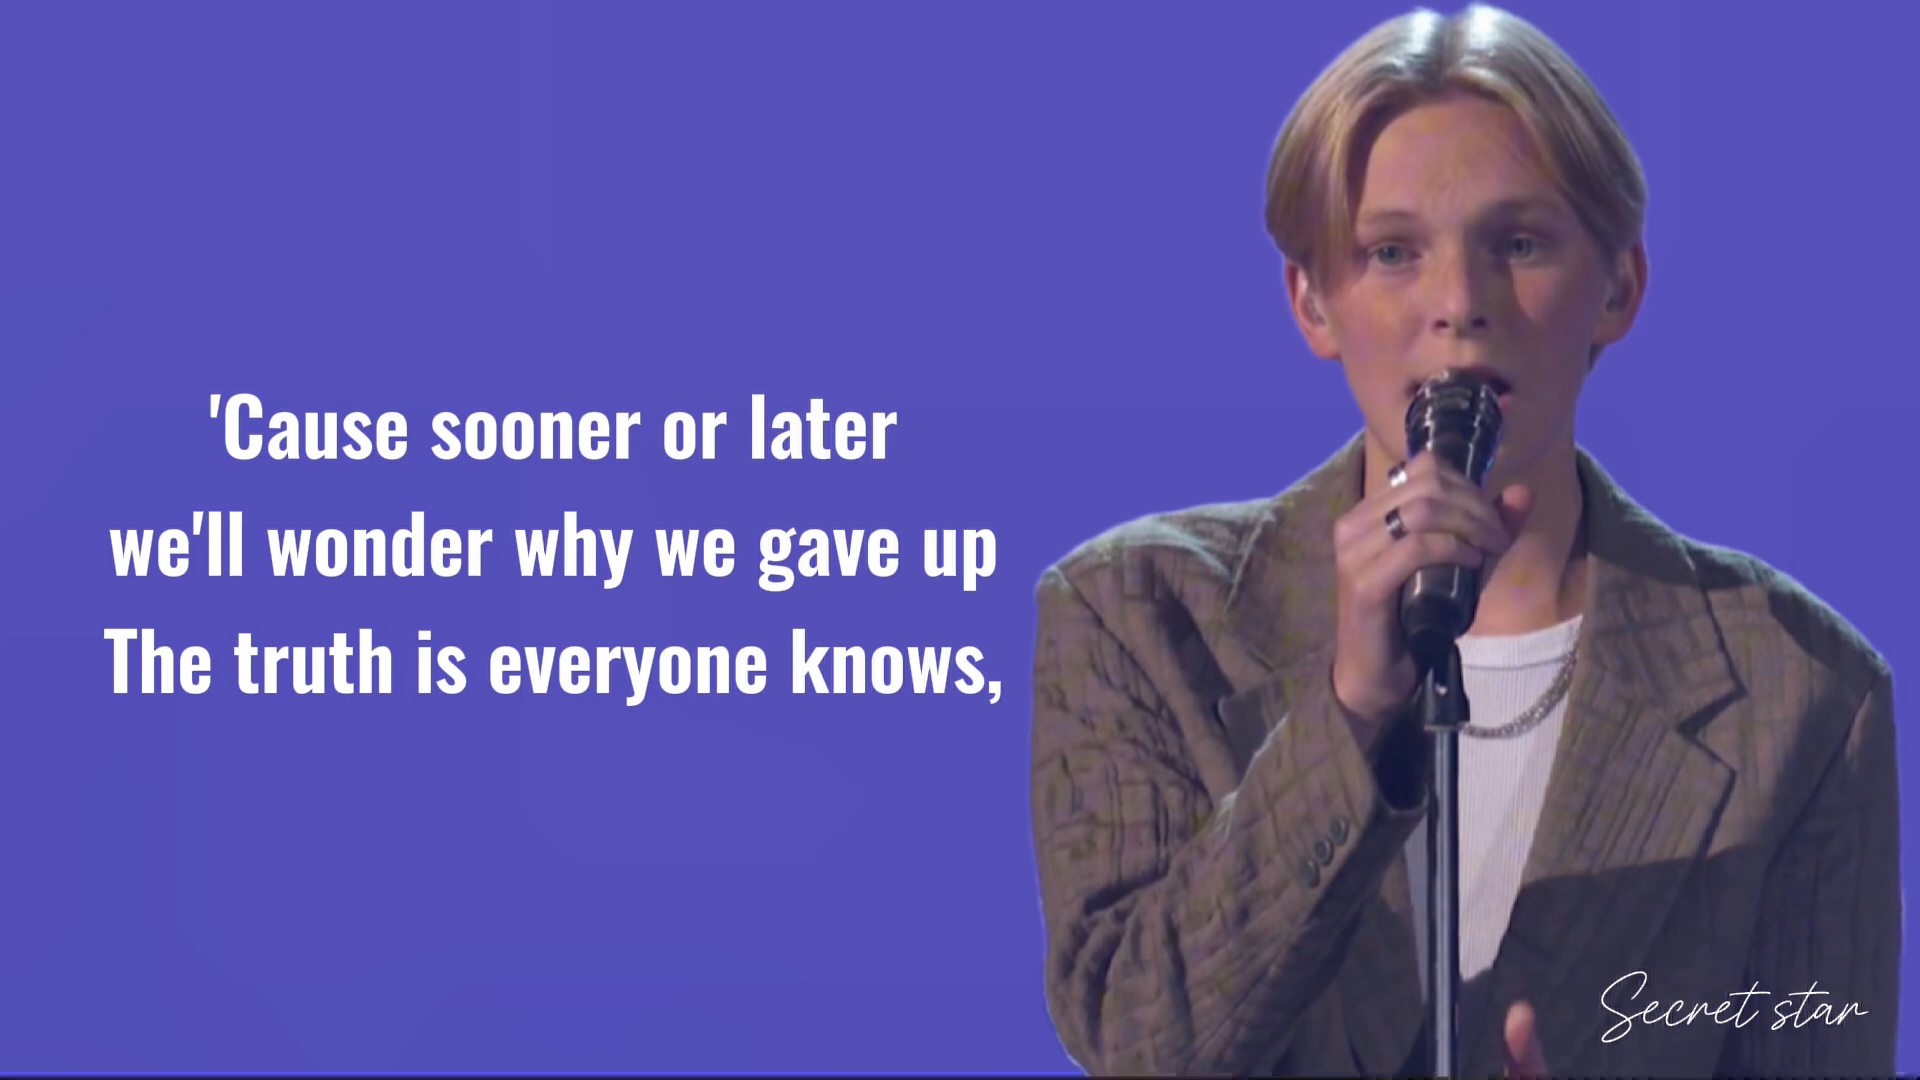 'Cause sooner or later
we'll wonder why we gave up
The truth is everyone knows,
Secret star